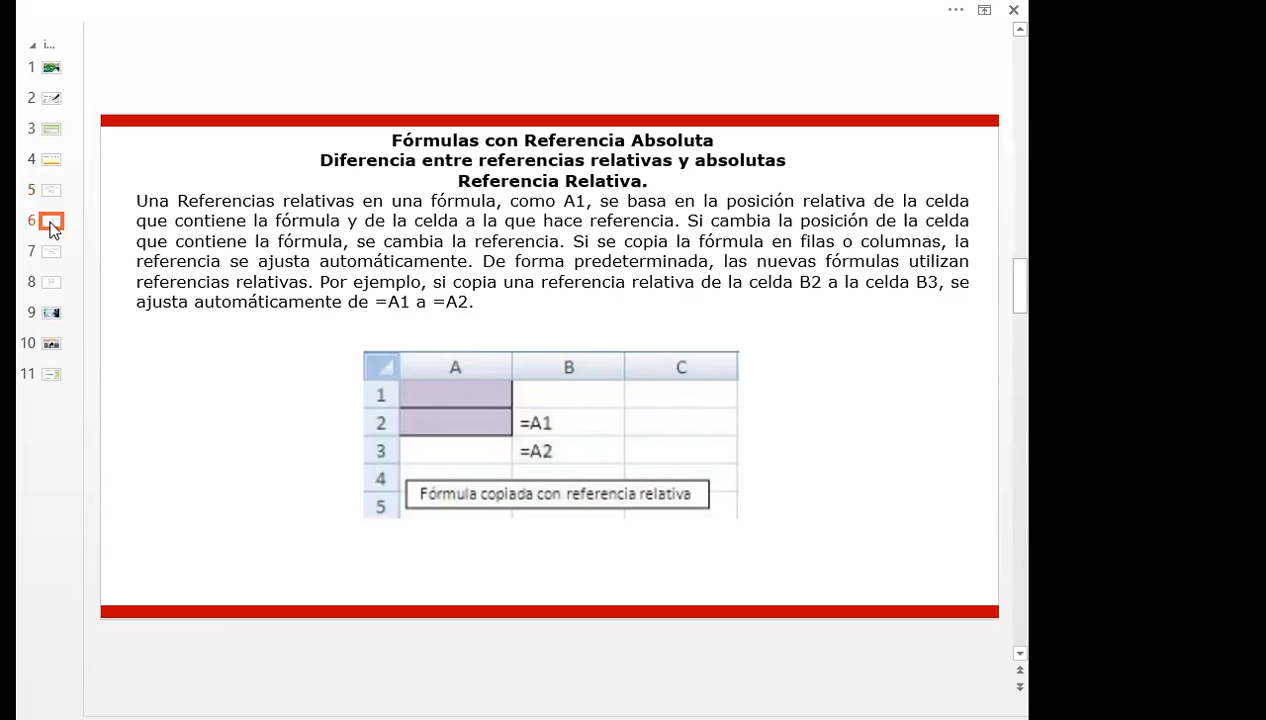 i...
1
2
3
4
5
6
7
8
9
10
11
Fórmulas con Referencia Absoluta
Diferencia entre referencias relativas y absolutas
Referencia Relativa.
Una Referencias relativas en una fórmula, como A1, se basa en la posición relativa de la celda
que contiene la fórmula y de la celda a la que hace referencia. Si cambia la posición de la celda
que contiene la fórmula, se cambia la referencia. Si se copia la fórmula en filas o columnas, la
referencia se ajusta automáticamente. De forma predeterminada, las nuevas fórmulas utilizan
referencias relativas. Por ejemplo, si copia una referencia relativa de la celda B2 a la celda B3, se
ajusta automáticamente de =A1 a =A2.
A B C
1
2 =A1
3 =A2
4
Fórmula copiada con referencia relativa
5